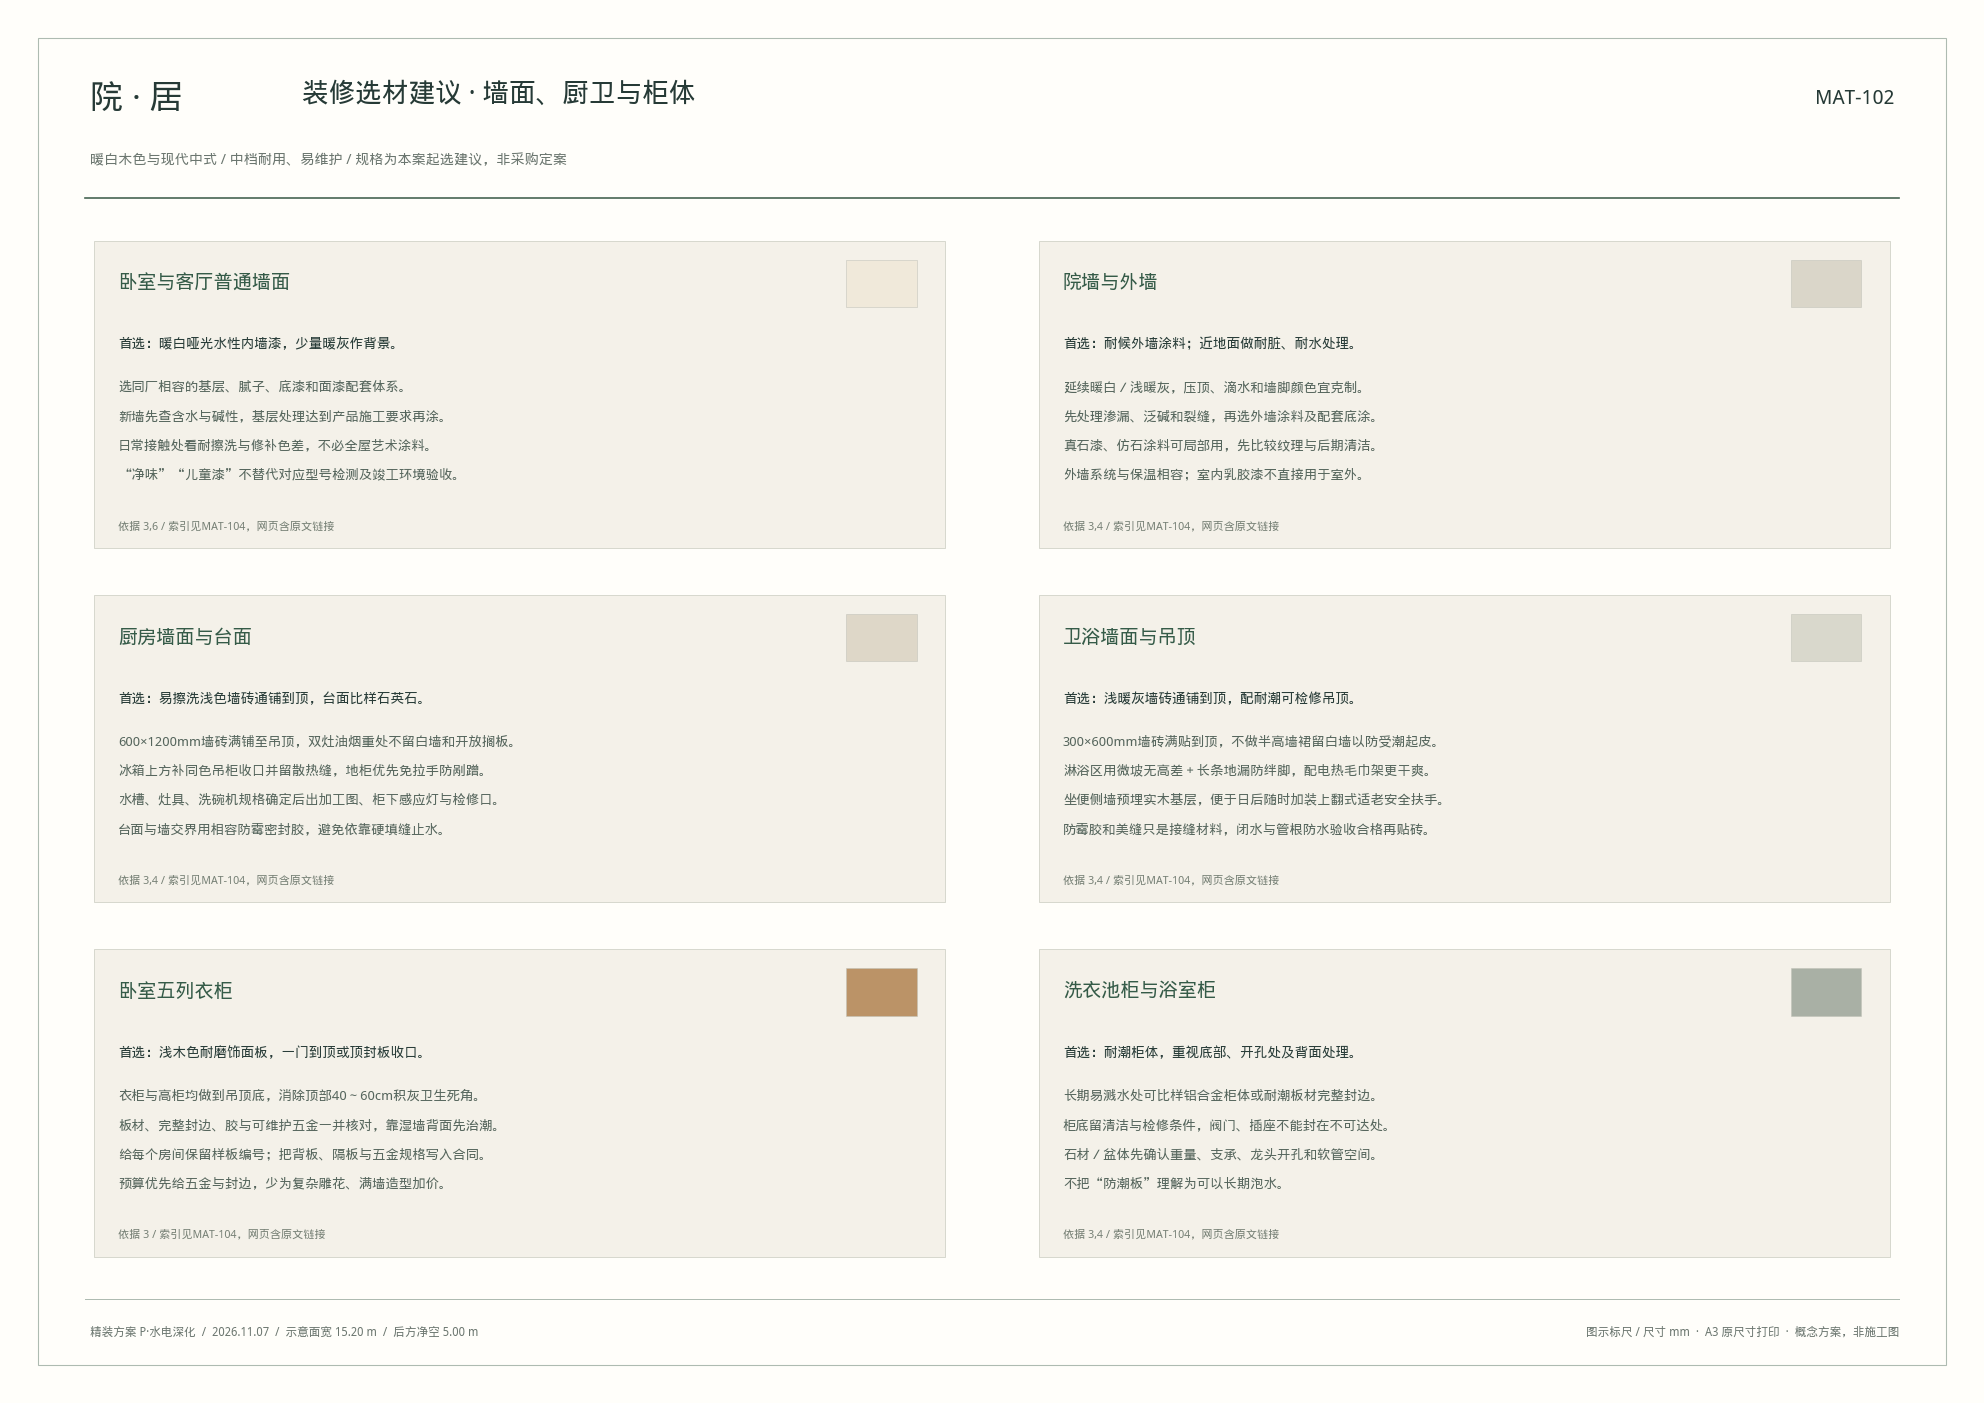 院 · 居
装修选材建议 · 墙面、厨卫与柜体
MAT-102
暖白木色与现代中式 / 中档耐用、易维护 / 规格为本案起选建议，非采购定案
卧室与客厅普通墙面
首选：暖白哑光水性内墙漆，少量暖灰作背景。
选同厂相容的基层、腻子、底漆和面漆配套体系。
新墙先查含水与碱性，基层处理达到产品施工要求再涂。
日常接触处看耐擦洗与修补色差，不必全屋艺术涂料。
“净味”“儿童漆”不替代对应型号检测及竣工环境验收。
依据 3,6 / 索引见MAT-104，网页含原文链接
院墙与外墙
首选：耐候外墙涂料；近地面做耐脏、耐水处理。
延续暖白 / 浅暖灰，压顶、滴水和墙脚颜色宜克制。
先处理渗漏、泛碱和裂缝，再选外墙涂料及配套底涂。
真石漆、仿石涂料可局部用，先比较纹理与后期清洁。
外墙系统与保温相容；室内乳胶漆不直接用于室外。
依据 3,4 / 索引见MAT-104，网页含原文链接
厨房墙面与台面
首选：易擦洗浅色墙砖通铺到顶，台面比样石英石。
600×1200mm墙砖满铺至吊顶，双灶油烟重处不留白墙和开放搁板。
冰箱上方补同色吊柜收口并留散热缝，地柜优先免拉手防剐蹭。
水槽、灶具、洗碗机规格确定后出加工图、柜下感应灯与检修口。
台面与墙交界用相容防霉密封胶，避免依靠硬填缝止水。
依据 3,4 / 索引见MAT-104，网页含原文链接
卫浴墙面与吊顶
首选：浅暖灰墙砖通铺到顶，配耐潮可检修吊顶。
300×600mm墙砖满贴到顶，不做半高墙裙留白墙以防受潮起皮。
淋浴区用微坡无高差 + 长条地漏防绊脚，配电热毛巾架更干爽。
坐便侧墙预埋实木基层，便于日后随时加装上翻式适老安全扶手。
防霉胶和美缝只是接缝材料，闭水与管根防水验收合格再贴砖。
依据 3,4 / 索引见MAT-104，网页含原文链接
卧室五列衣柜
首选：浅木色耐磨饰面板，一门到顶或顶封板收口。
衣柜与高柜均做到吊顶底，消除顶部40 ~ 60cm积灰卫生死角。
板材、完整封边、胶与可维护五金一并核对，靠湿墙背面先治潮。
给每个房间保留样板编号；把背板、隔板与五金规格写入合同。
预算优先给五金与封边，少为复杂雕花、满墙造型加价。
依据 3 / 索引见MAT-104，网页含原文链接
洗衣池柜与浴室柜
首选：耐潮柜体，重视底部、开孔处及背面处理。
长期易溅水处可比样铝合金柜体或耐潮板材完整封边。
柜底留清洁与检修条件，阀门、插座不能封在不可达处。
石材 / 盆体先确认重量、支承、龙头开孔和软管空间。
不把“防潮板”理解为可以长期泡水。
依据 3,4 / 索引见MAT-104，网页含原文链接
精装方案 P·水电深化 / 2026.11.07 / 示意面宽 15.20 m / 后方净空 5.00 m
图示标尺 / 尺寸 mm · A3 原尺寸打印 · 概念方案，非施工图